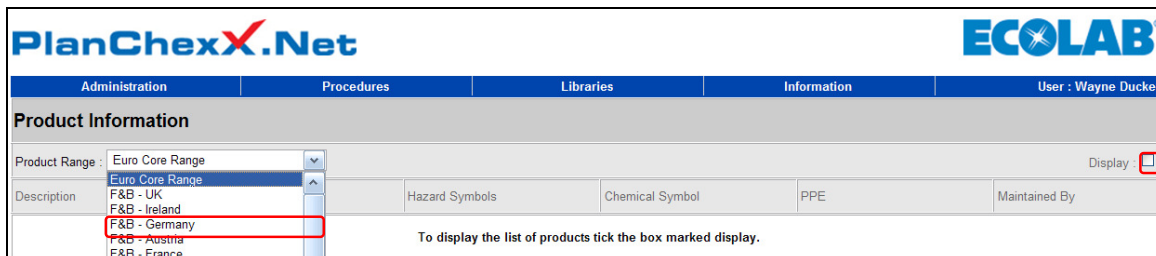 PlanChexX.Net
ECOLAB
Administration Procedures Libraries Information User : Wayne Ducke
Product Information
Product Range : Euro Core Range Display :
Euro Core Range
Description Hazard Symbols Chemical Symbol PPE Maintained By
F&B - UK
F&B - Ireland
F&B - Germany
F&B - Austria
To display the list of products tick the box marked display.
F&B - France